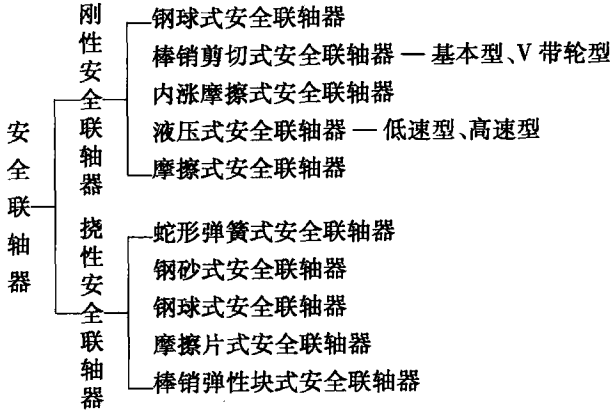 安全联轴器
刚性安全联轴器
钢球式安全联轴器
棒销剪切式安全联轴器 — 基本型、V 带轮型
内涨摩擦式安全联轴器
液压式安全联轴器 — 低速型、高速型
摩擦式安全联轴器
挠性安全联轴器
蛇形弹簧式安全联轴器
钢砂式安全联轴器
钢球式安全联轴器
摩擦片式安全联轴器
棒销弹性块式安全联轴器